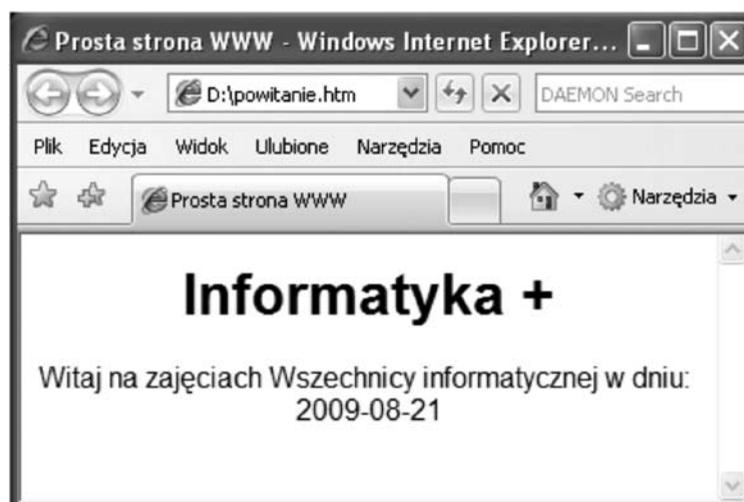 Prosta strona WWW - Windows Internet Explorer...
D:\powitanie.htm
DAEMON Search
Plik Edycja Widok Ulubione Narzędzia Pomoc
Prosta strona WWW
Narzędzia
Informatyka +
Witaj na zajęciach Wszechnicy informatycznej w dniu:
2009-08-21